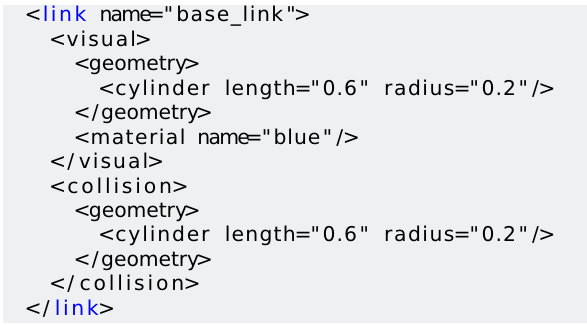 <link name="base_link">
<visual>
<geometry>
<cylinder length="0.6" radius="0.2"/>
</geometry>
<material name="blue"/>
</visual>
<collision>
<geometry>
<cylinder length="0.6" radius="0.2"/>
</geometry>
</collision>
</link>